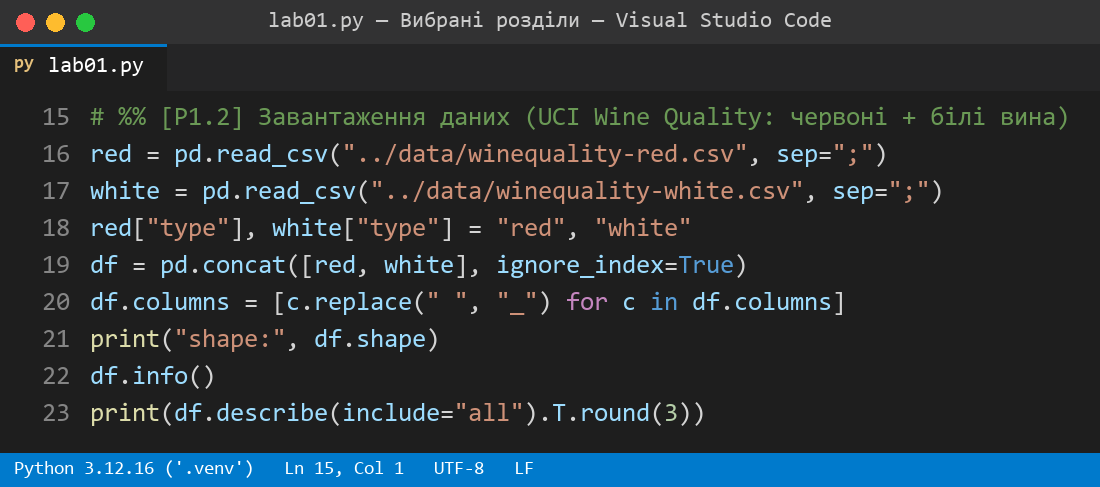 lab01.py — Вибрані розділи — Visual Studio Code
py lab01.py
15 # %% [P1.2] Завантаження даних (UCI Wine Quality: червоні + білі вина)
16 red = pd.read_csv("../data/winequality-red.csv", sep=";")
17 white = pd.read_csv("../data/winequality-white.csv", sep=";")
18 red["type"], white["type"] = "red", "white"
19 df = pd.concat([red, white], ignore_index=True)
20 df.columns = [c.replace(" ", "_") for c in df.columns]
21 print("shape:", df.shape)
22 df.info()
23 print(df.describe(include="all").T.round(3))
Python 3.12.16 ('.venv') Ln 15, Col 1 UTF-8 LF